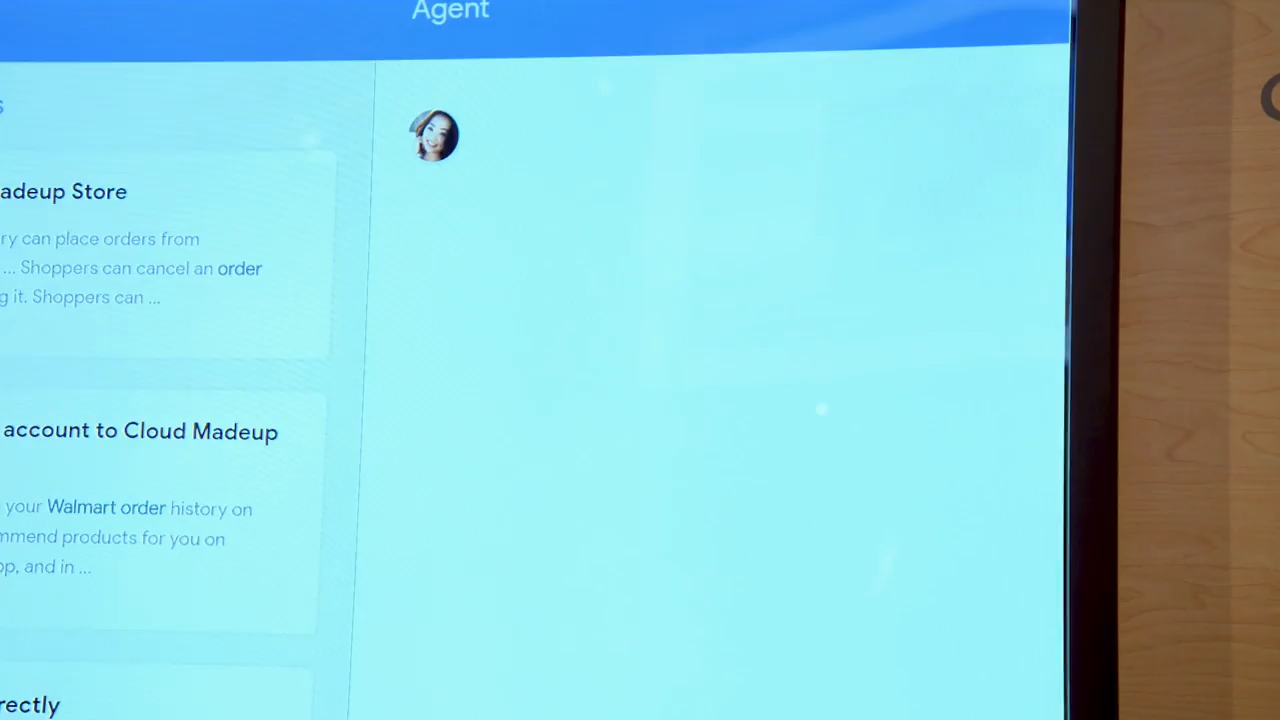 Agent
s
adeup Store
ry can place orders from
... Shoppers can cancel an order
g it. Shoppers can ...
account to Cloud Madeup
your Walmart order history on
mmend products for you on
op, and in ...
rectly